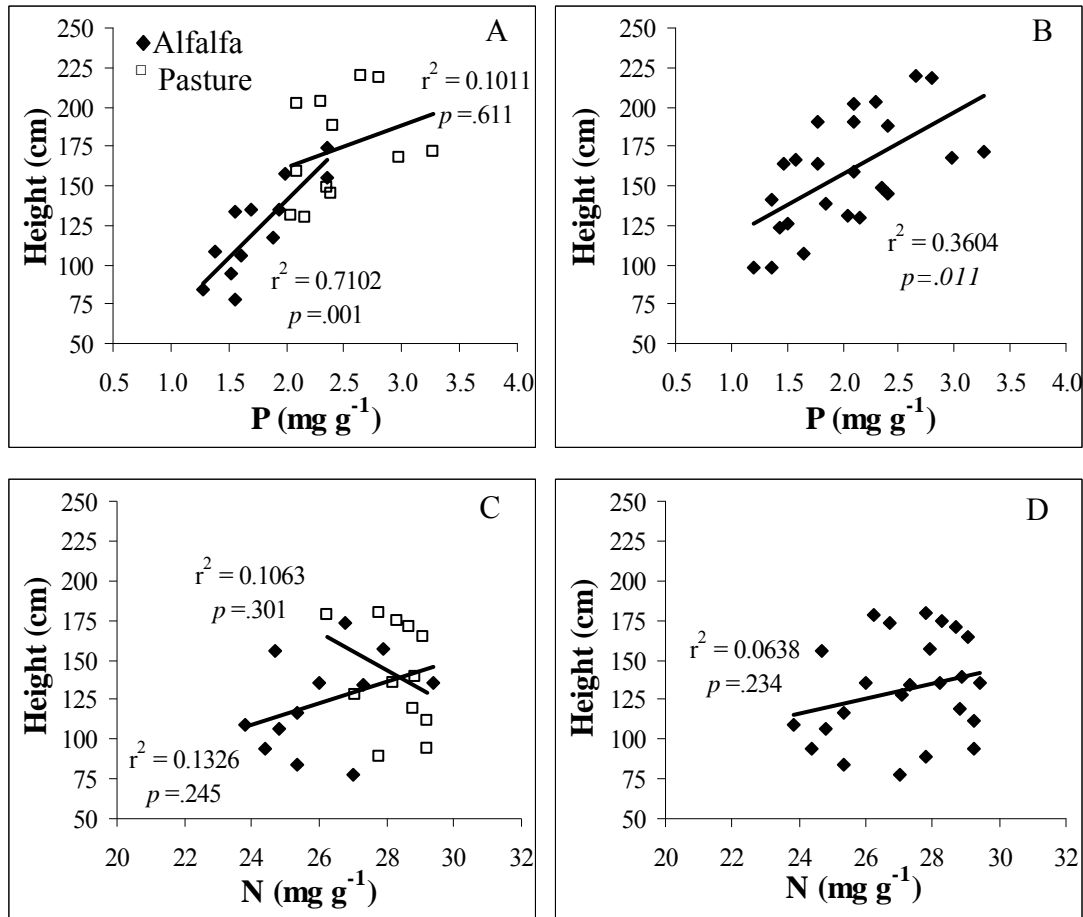 A
◆Alfalfa
□ Pasture
r² = 0.1011
p =.611
r² = 0.7102
p =.001
Height (cm)
250
225
200
175
150
125
100
75
50
0.5 1.0 1.5 2.0 2.5 3.0 3.5 4.0
P (mg g⁻¹)
B
r² = 0.3604
p=.011
Height (cm)
250
225
200
175
150
125
100
75
50
0.5 1.0 1.5 2.0 2.5 3.0 3.5 4.0
P (mg g⁻¹)
C
r² = 0.1063
p =.301
r² = 0.1326
p =.245
Height (cm)
250
225
200
175
150
125
100
75
50
20 22 24 26 28 30 32
N (mg g⁻¹)
D
r² = 0.0638
p =.234
Height (cm)
250
225
200
175
150
125
100
75
50
20 22 24 26 28 30 32
N (mg g⁻¹)